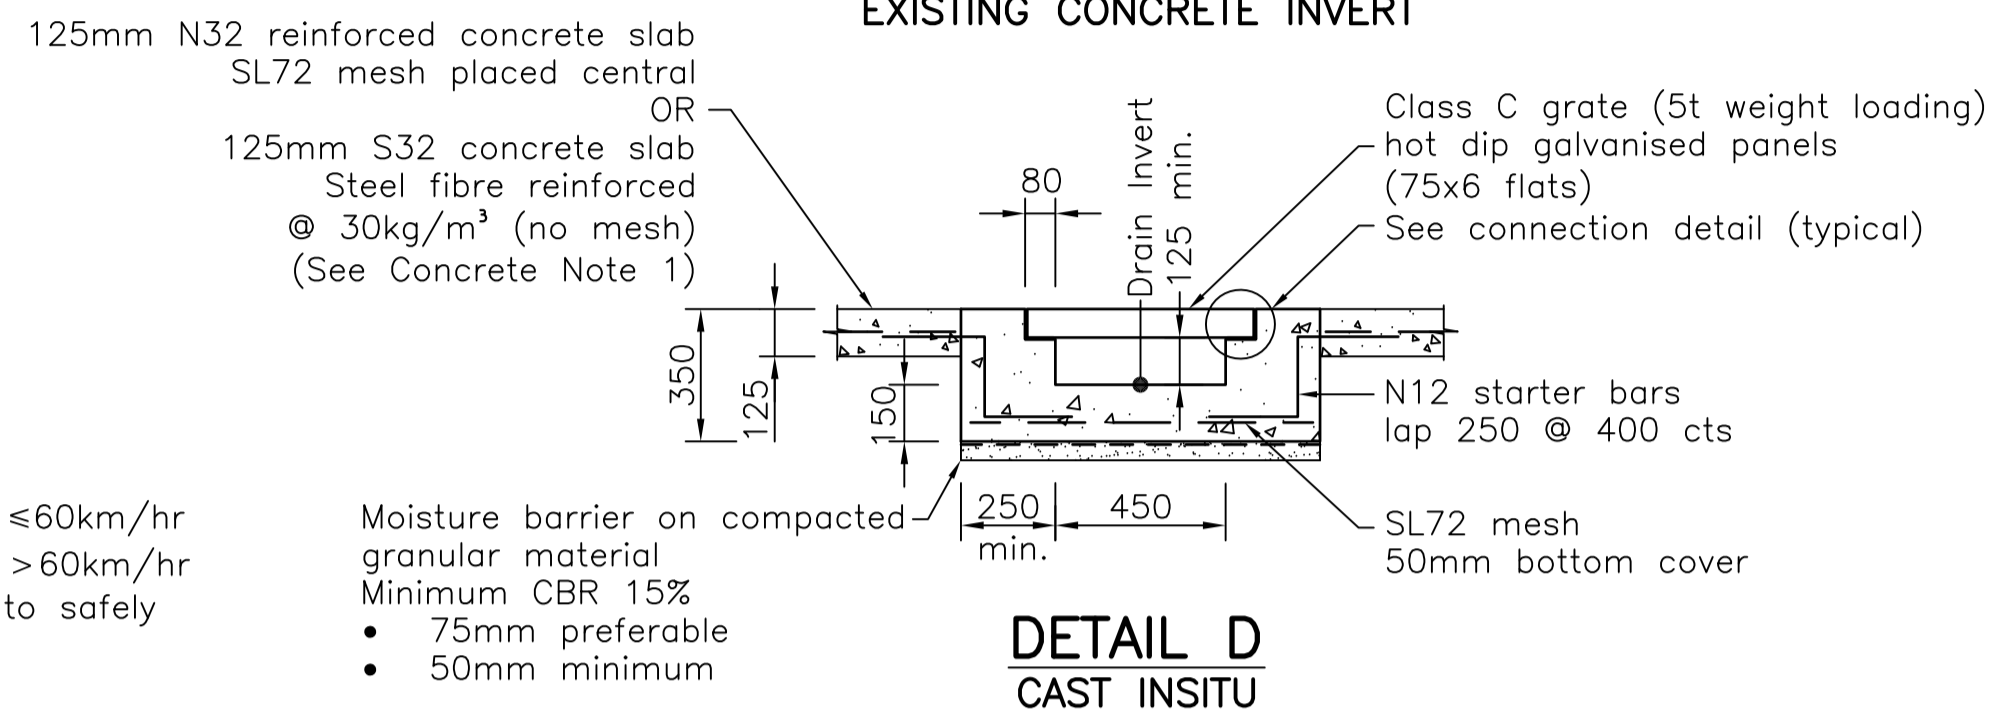 EXISTING CONCRETE INVERT
125mm N32 reinforced concrete slab
SL72 mesh placed central
OR
125mm S32 concrete slab
Steel fibre reinforced
@ 30kg/m³ (no mesh)
(See Concrete Note 1)
80
Drain Invert
125 min.
Class C grate (5t weight loading)
hot dip galvanised panels
(75x6 flats)
See connection detail (typical)
350
125
150
N12 starter bars
lap 250 @ 400 cts
250
min.
450
SL72 mesh
50mm bottom cover
≤60km/hr
>60km/hr
to safely
Moisture barrier on compacted
granular material
Minimum CBR 15%
• 75mm preferable
• 50mm minimum
DETAIL D
CAST INSITU